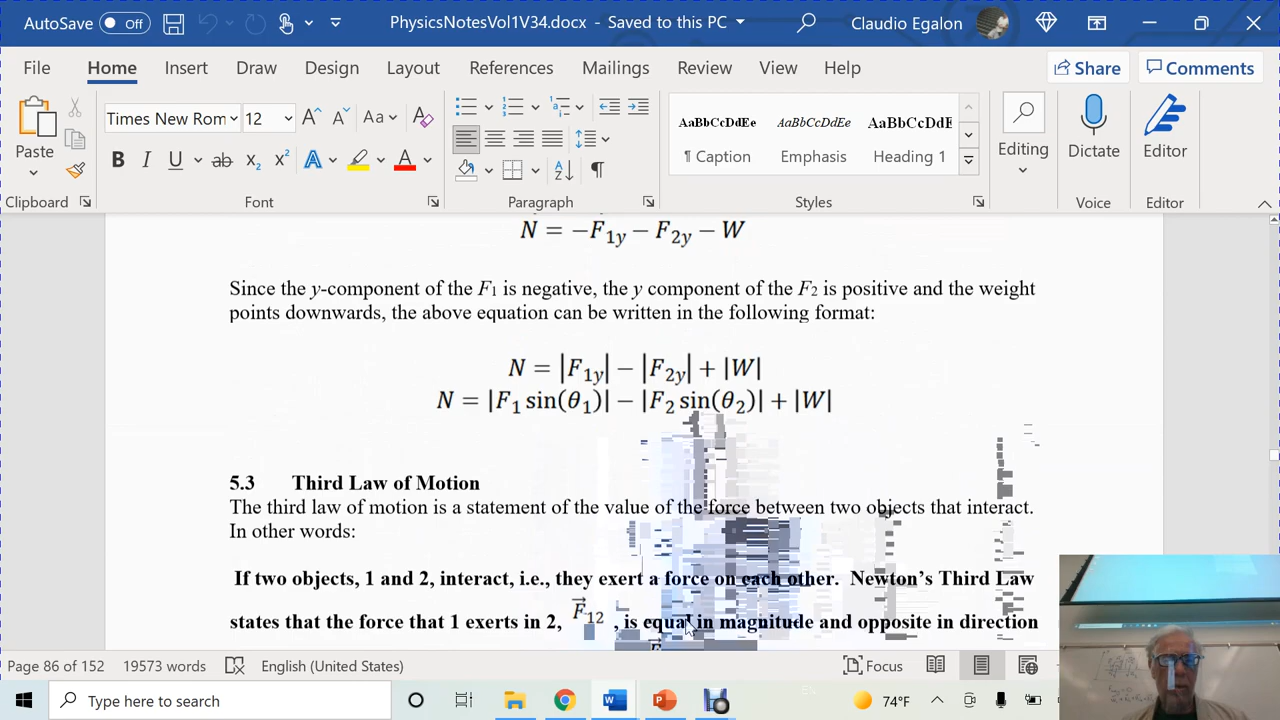 AutoSave Off PhysicsNotesVol1V34.docx - Saved to this PC Claudio Egalon
File Home Insert Draw Design Layout References Mailings Review View Help Share Comments
Times New Rom 12 A^ Aˇ Aa A
Paste B I U ab x₂ x² A A
AaBbCcDdEe AaBbCcDdEe AaBbCcDdE
¶ Caption Emphasis Heading 1
Editing Dictate Editor
Clipboard Font Paragraph Styles Voice Editor
N = −F₁y − F₂y − W
Since the y-component of the F₁ is negative, the y component of the F₂ is positive and the weight
points downwards, the above equation can be written in the following format:
N = |F₁y| − |F₂y| + |W|
N = |F₁ sin(θ₁)| − |F₂ sin(θ₂)| + |W|
5.3 Third Law of Motion
The third law of motion is a statement of the value of the force between two objects that interact.
In other words:
If two objects, 1 and 2, interact, i.e., they exert a force on each other. Newton’s Third Law
states that the force that 1 exerts in 2, F⃗₁₂ , is equal in magnitude and opposite in direction
Page 86 of 152 19573 words English (United States) Focus
Type here to search 74°F